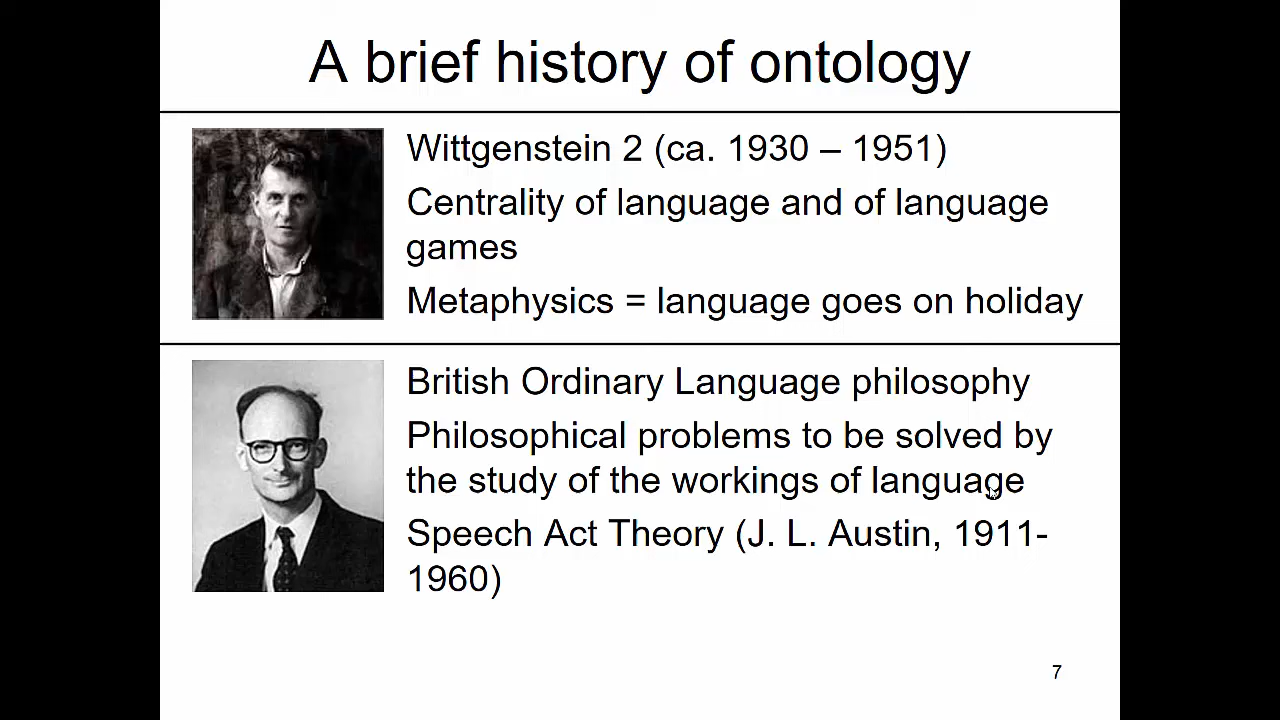 A brief history of ontology
Wittgenstein 2 (ca. 1930 – 1951)
Centrality of language and of language
games
Metaphysics = language goes on holiday
British Ordinary Language philosophy
Philosophical problems to be solved by
the study of the workings of language
Speech Act Theory (J. L. Austin, 1911-
1960)
7